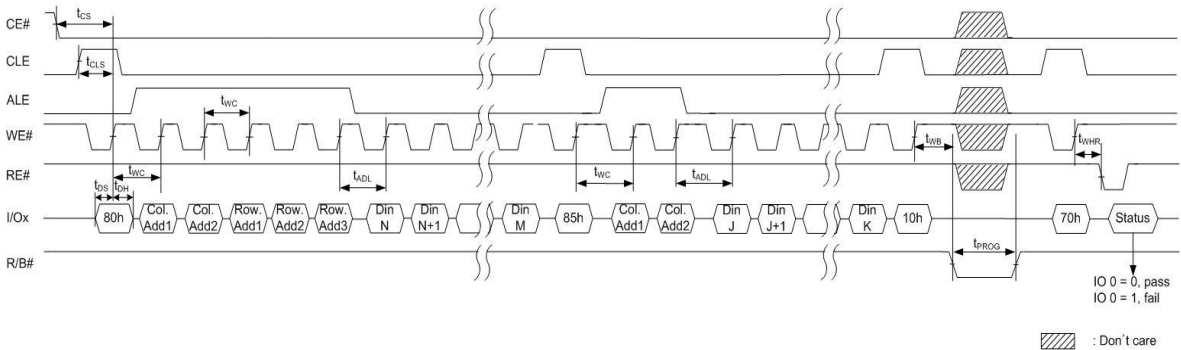 CE#
tCS
CLE
tCLS
ALE
tWC
WE#
tWB
tWHR
RE#
tDS tDH
tWC
tADL
tWC
tADL
I/Ox
80h
Col. Add1
Col. Add2
Row. Add1
Row. Add2
Row. Add3
Din N
Din N+1
Din M
85h
Col. Add1
Col. Add2
Din J
Din J+1
Din K
10h
70h
Status
tPROG
R/B#
IO 0 = 0, pass
IO 0 = 1, fail
: Don`t care